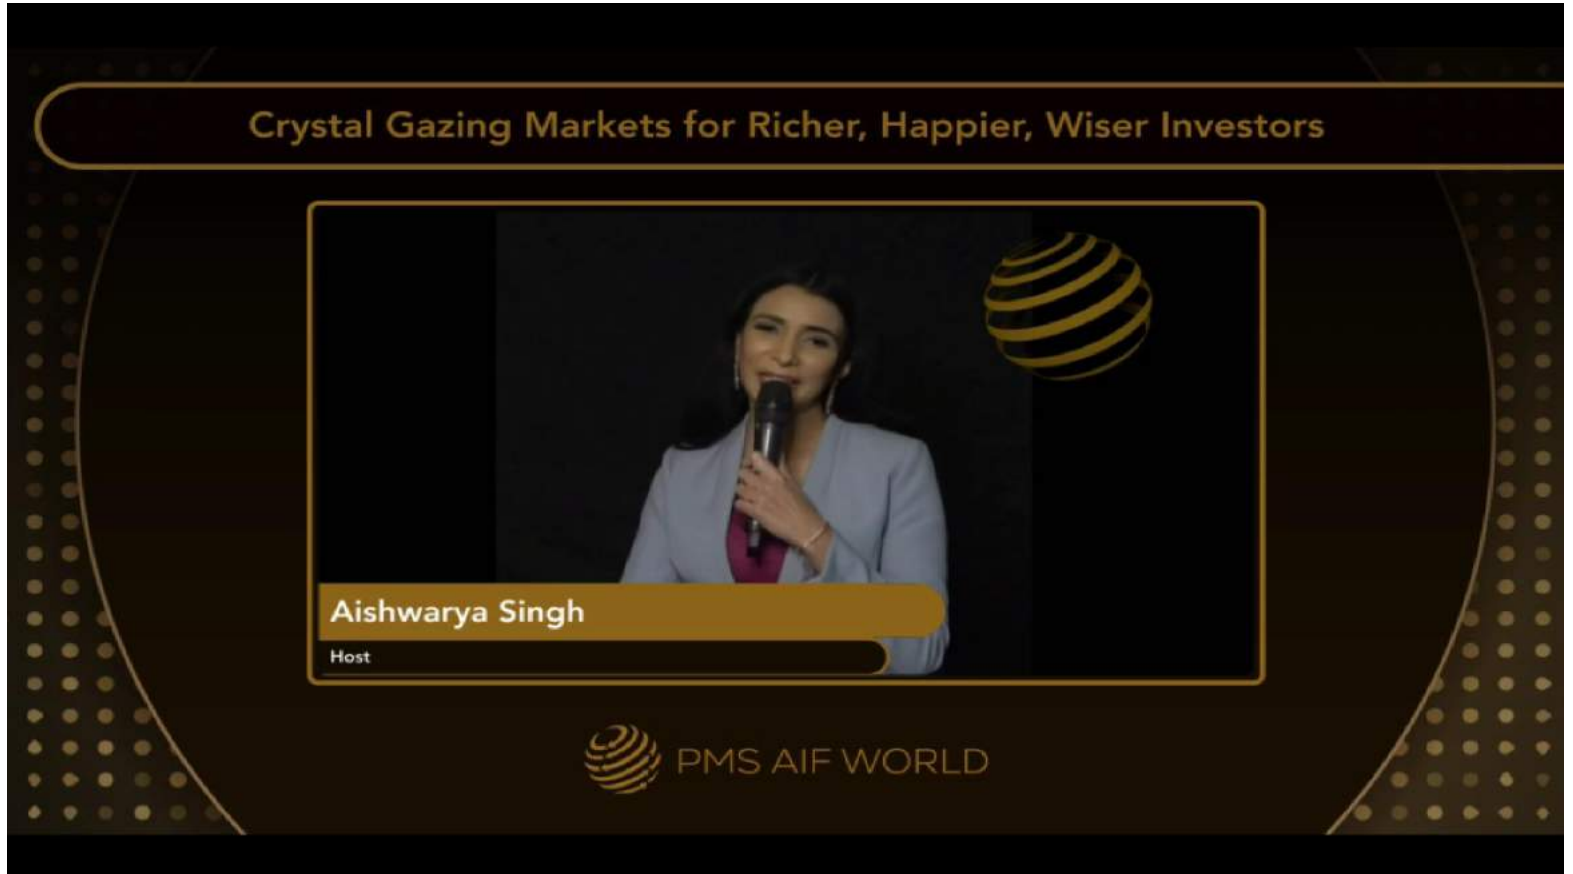 Crystal Gazing Markets for Richer, Happier, Wiser Investors
Aishwarya Singh
Host
PMS AIF WORLD